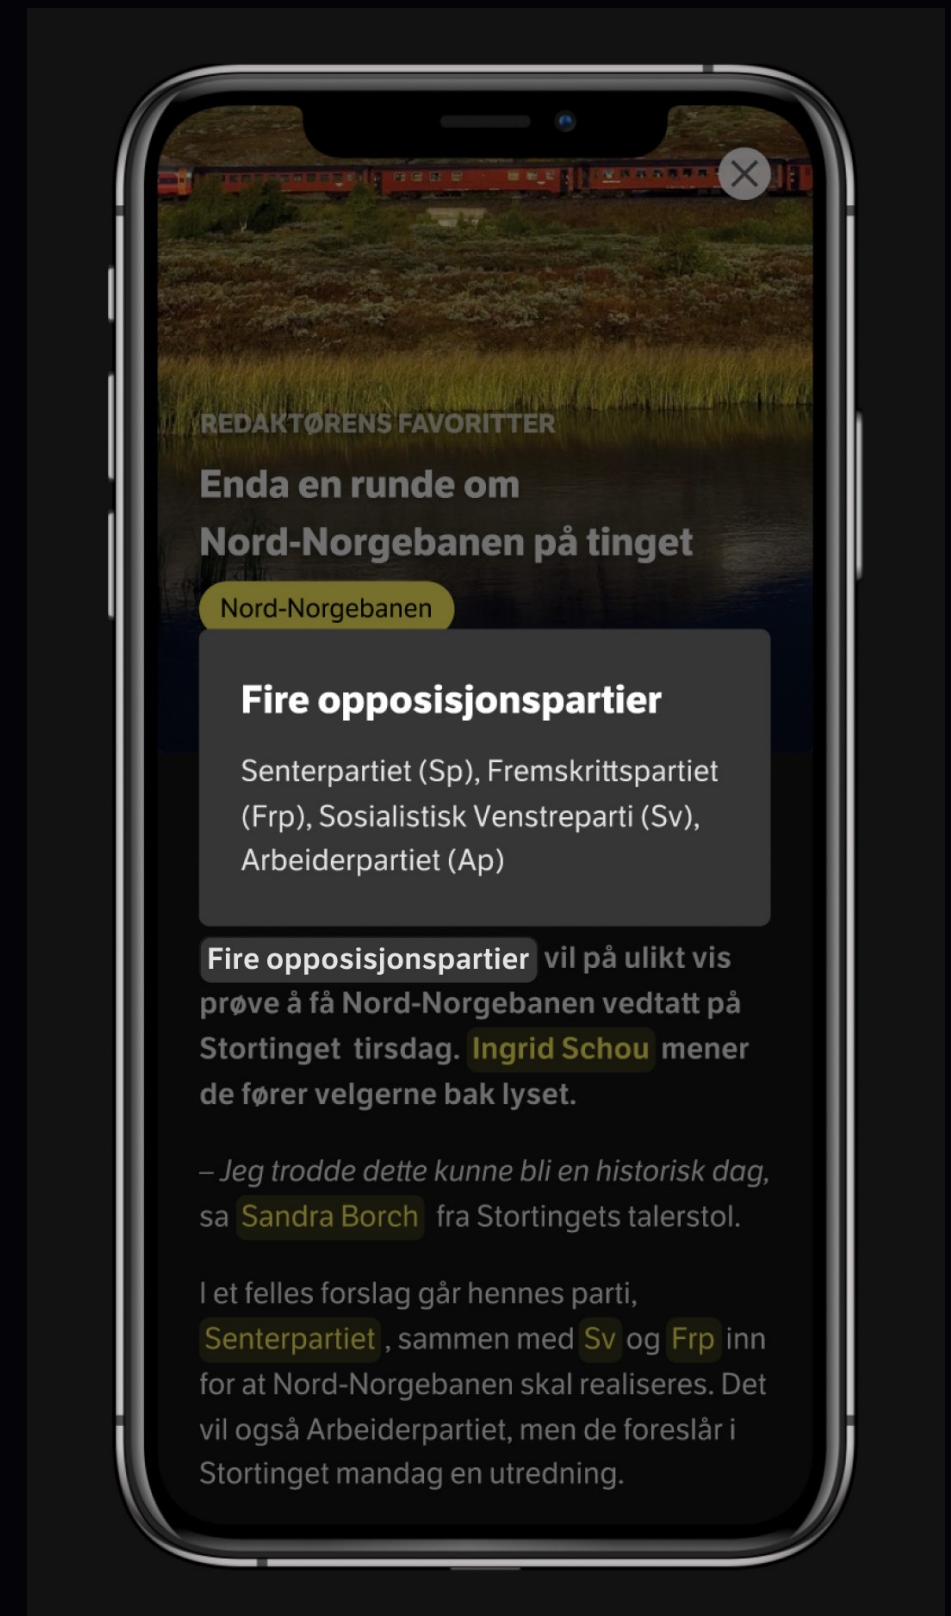 REDAKTØRENS FAVORITTER
Enda en runde om
Nord-Norgebanen på tinget
Nord-Norgebanen
Fire opposisjonspartier
Senterpartiet (Sp), Fremskrittspartiet
(Frp), Sosialistisk Venstreparti (Sv),
Arbeiderpartiet (Ap)
Fire opposisjonspartier vil på ulikt vis
prøve å få Nord-Norgebanen vedtatt på
Stortinget tirsdag. Ingrid Schou mener
de fører velgerne bak lyset.
– Jeg trodde dette kunne bli en historisk dag,
sa Sandra Borch fra Stortingets talerstol.
I et felles forslag går hennes parti,
Senterpartiet , sammen med Sv og Frp inn
for at Nord-Norgebanen skal realiseres. Det
vil også Arbeiderpartiet, men de foreslår i
Stortinget mandag en utredning.